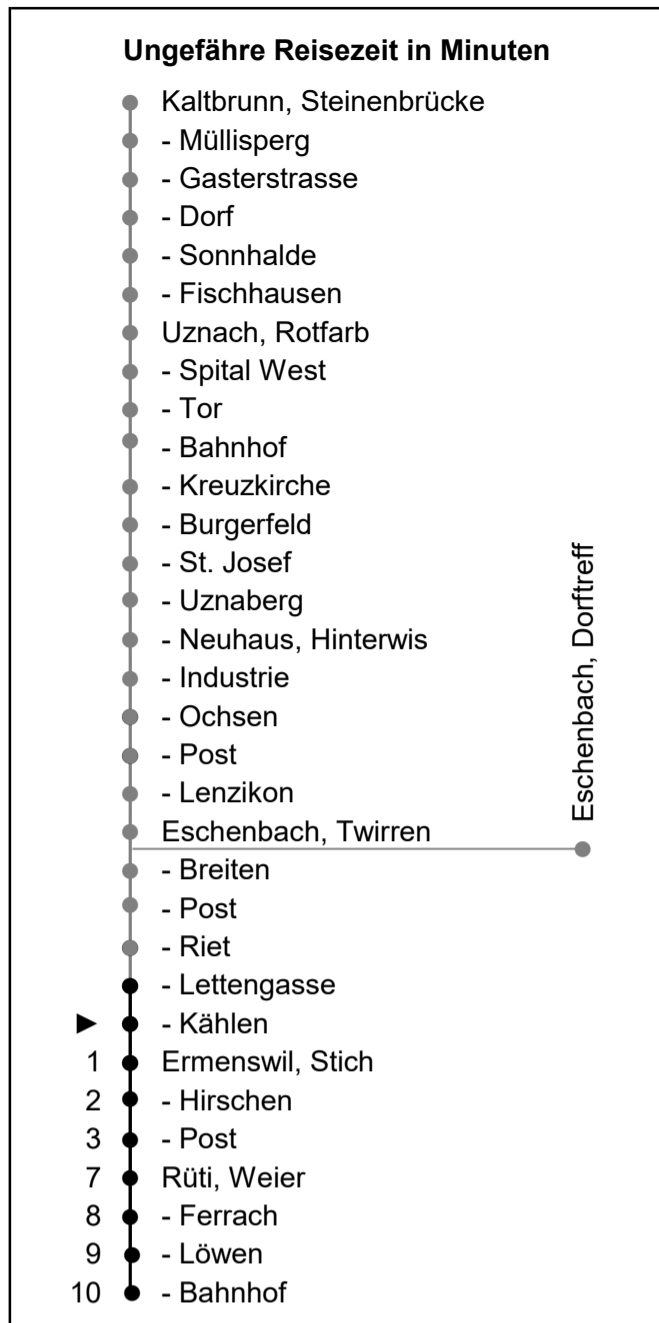 Ungefähre Reisezeit in Minuten
Kaltbrunn, Steinenbrücke
- Müllisperg
- Gasterstrasse
- Dorf
- Sonnhalde
- Fischhausen
Uznach, Rotfarb
- Spital West
- Tor
- Bahnhof
- Kreuzkirche
- Burgerfeld
- St. Josef
- Uznaberg
- Neuhaus, Hinterwis
- Industrie
- Ochsen
- Post
- Lenzikon
Eschenbach, Twirren
Eschenbach, Dorftreff
- Breiten
- Post
- Riet
- Lettengasse
► - Kählen
1 Ermenswil, Stich
2 - Hirschen
3 - Post
7 Rüti, Weier
8 - Ferrach
9 - Löwen
10 - Bahnhof